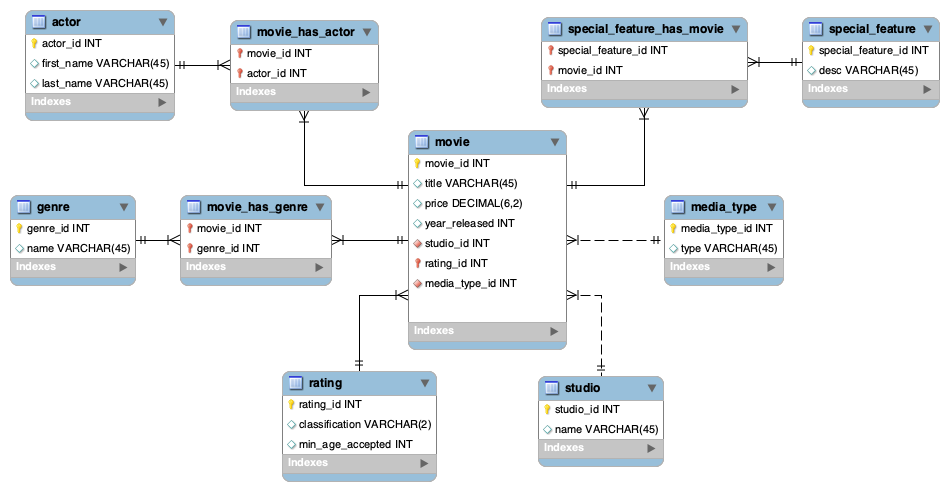 actor
actor_id INT
first_name VARCHAR(45)
last_name VARCHAR(45)
Indexes
movie_has_actor
movie_id INT
actor_id INT
Indexes
special_feature_has_movie
special_feature_id INT
movie_id INT
Indexes
special_feature
special_feature_id INT
desc VARCHAR(45)
Indexes
movie
movie_id INT
title VARCHAR(45)
price DECIMAL(6,2)
year_released INT
studio_id INT
rating_id INT
media_type_id INT
Indexes
genre
genre_id INT
name VARCHAR(45)
Indexes
movie_has_genre
movie_id INT
genre_id INT
Indexes
media_type
media_type_id INT
type VARCHAR(45)
Indexes
rating
rating_id INT
classification VARCHAR(2)
min_age_accepted INT
Indexes
studio
studio_id INT
name VARCHAR(45)
Indexes